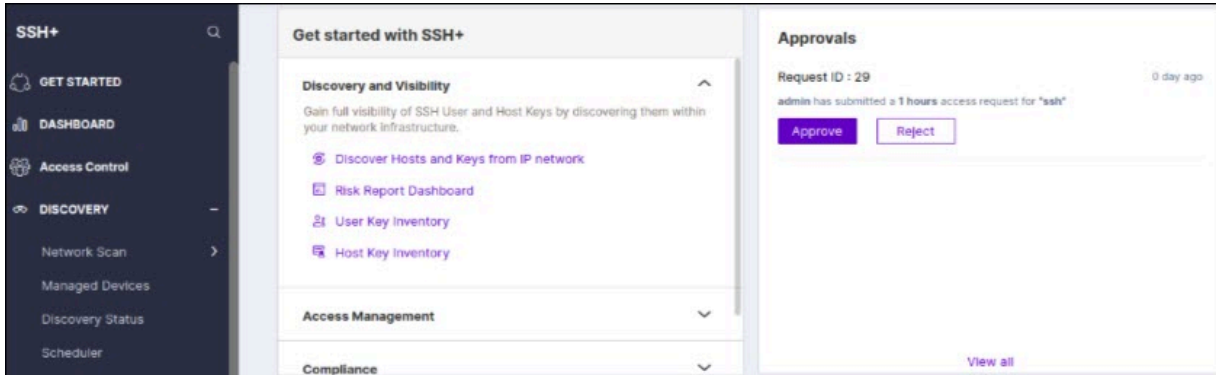 SSH+
GET STARTED
DASHBOARD
Access Control
DISCOVERY
Network Scan
Managed Devices
Discovery Status
Scheduler
Get started with SSH+
Discovery and Visibility
Gain full visibility of SSH User and Host Keys by discovering them within
your network infrastructure.
Discover Hosts and Keys from IP network
Risk Report Dashboard
User Key Inventory
Host Key Inventory
Access Management
Compliance
Approvals
Request ID : 29
0 day ago
admin has submitted a 1 hours access request for "ssh"
Approve
Reject
View all